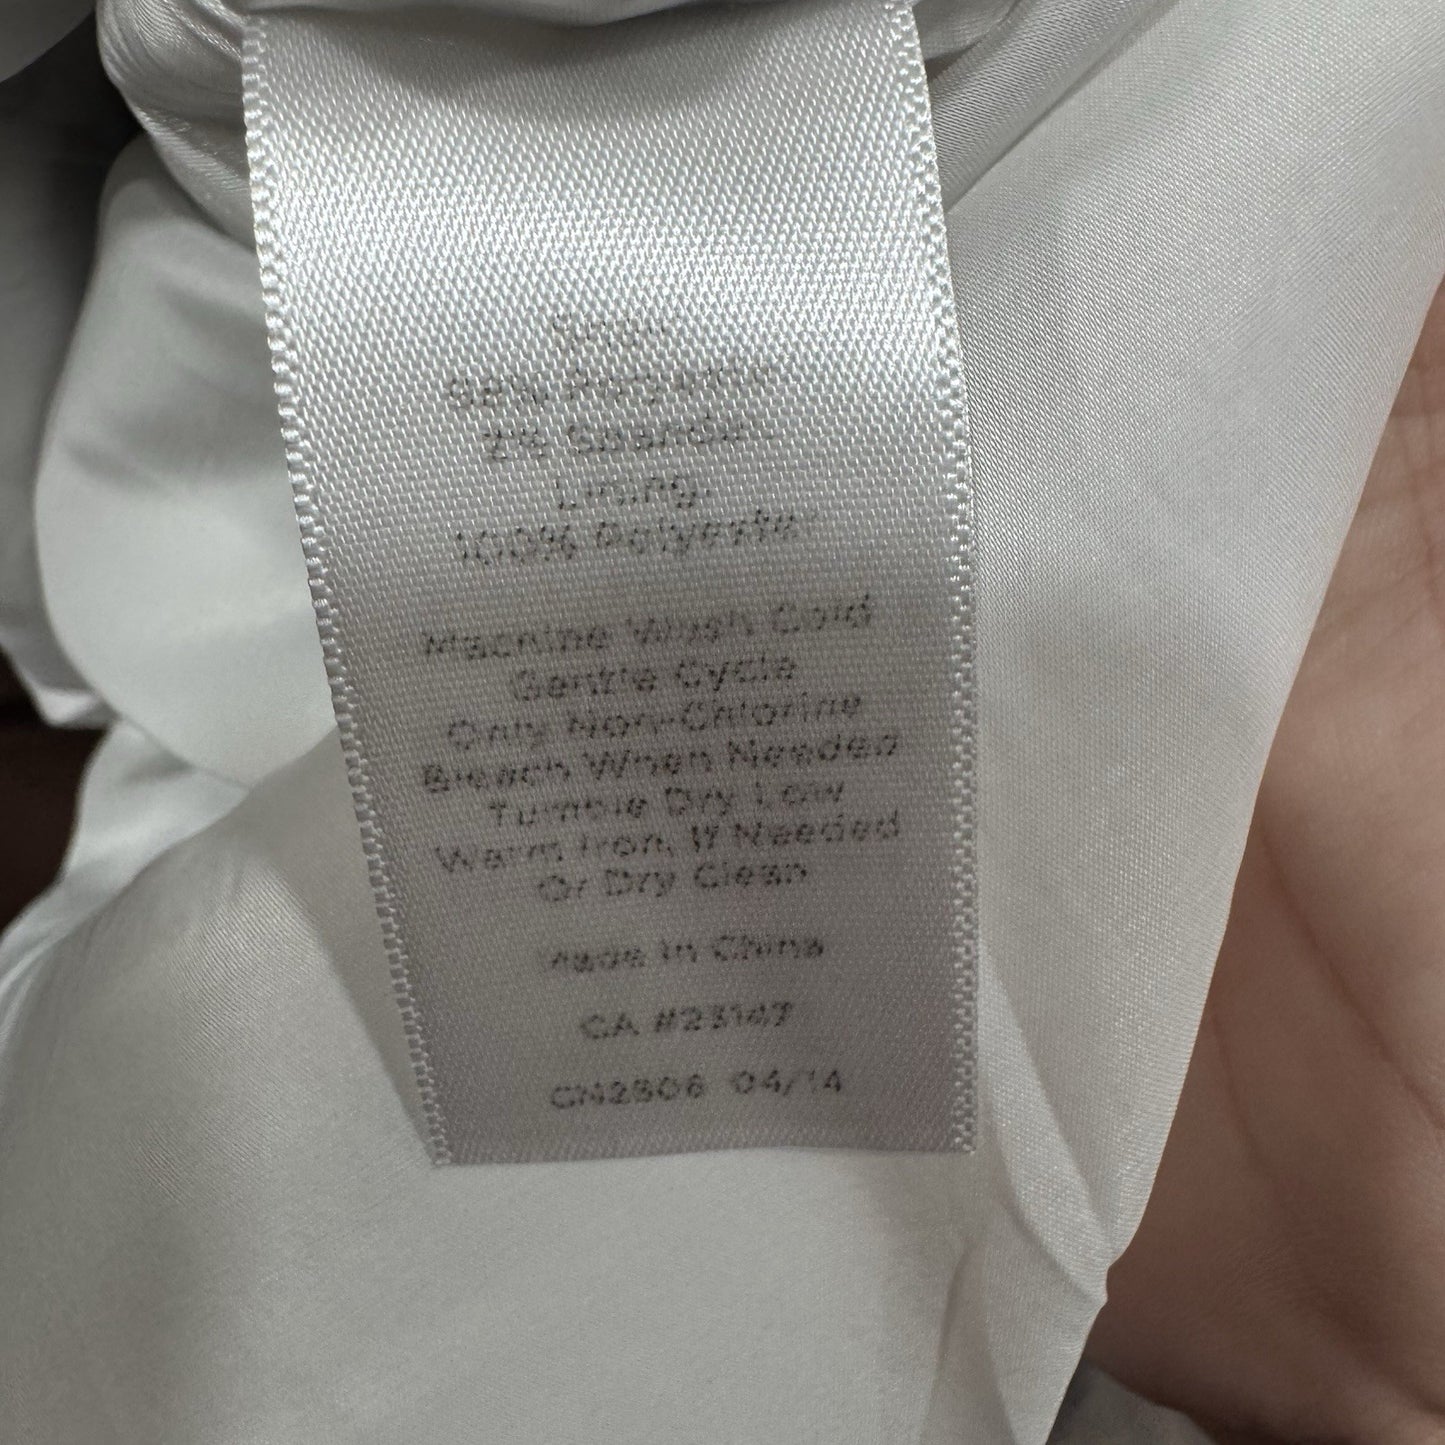 Shell:
98% Polyester
2% Spandex
Lining:
100% Polyester
Machine Wash Cold
Gentle Cycle
Only Non-Chlorine
Bleach When Needed
Tumble Dry Low
Warm Iron, If Needed
Or Dry Clean
Made In China
CA #23147
04/14